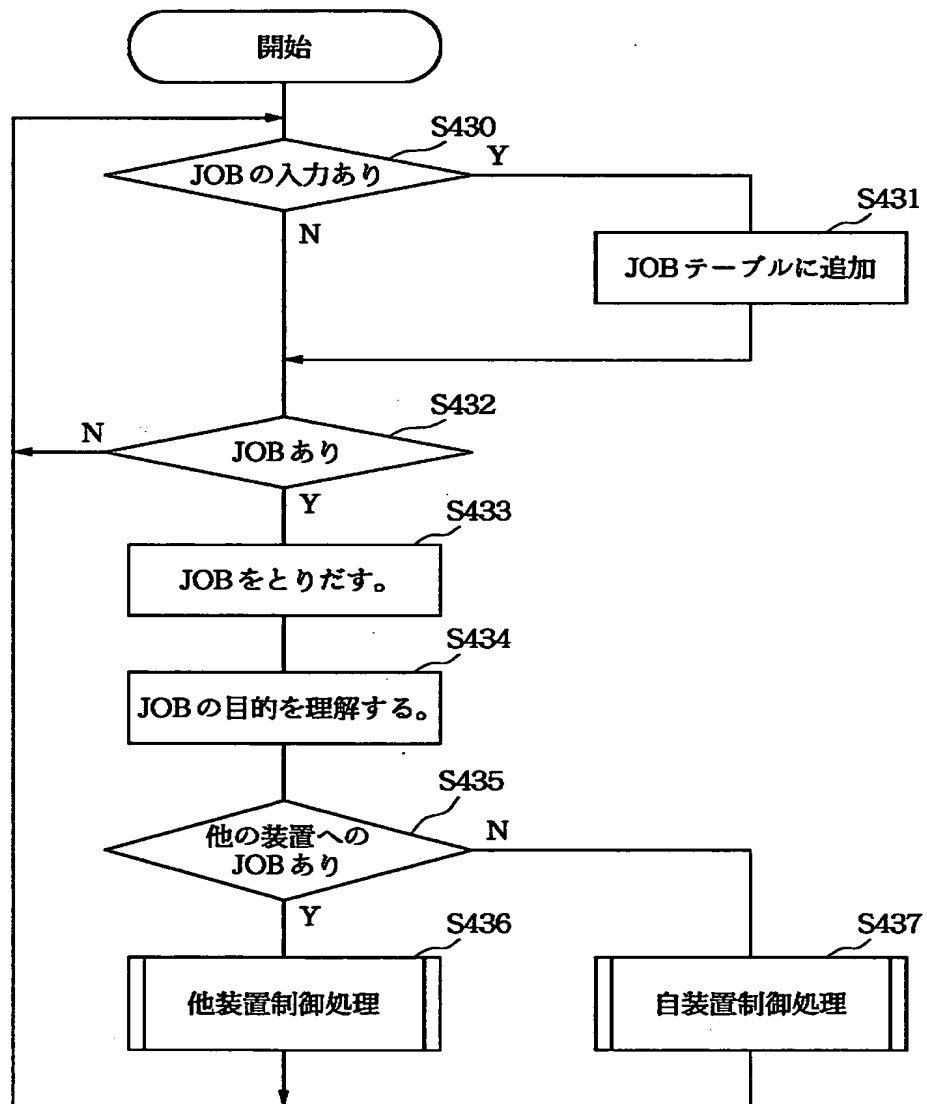 開始
S430
JOBの入力あり
Y
N
S431
JOBテーブルに追加
S432
N
JOBあり
Y
S433
JOBをとりだす。
S434
JOBの目的を理解する。
S435
他の装置への
JOBあり
N
Y
S436
他装置制御処理
S437
自装置制御処理